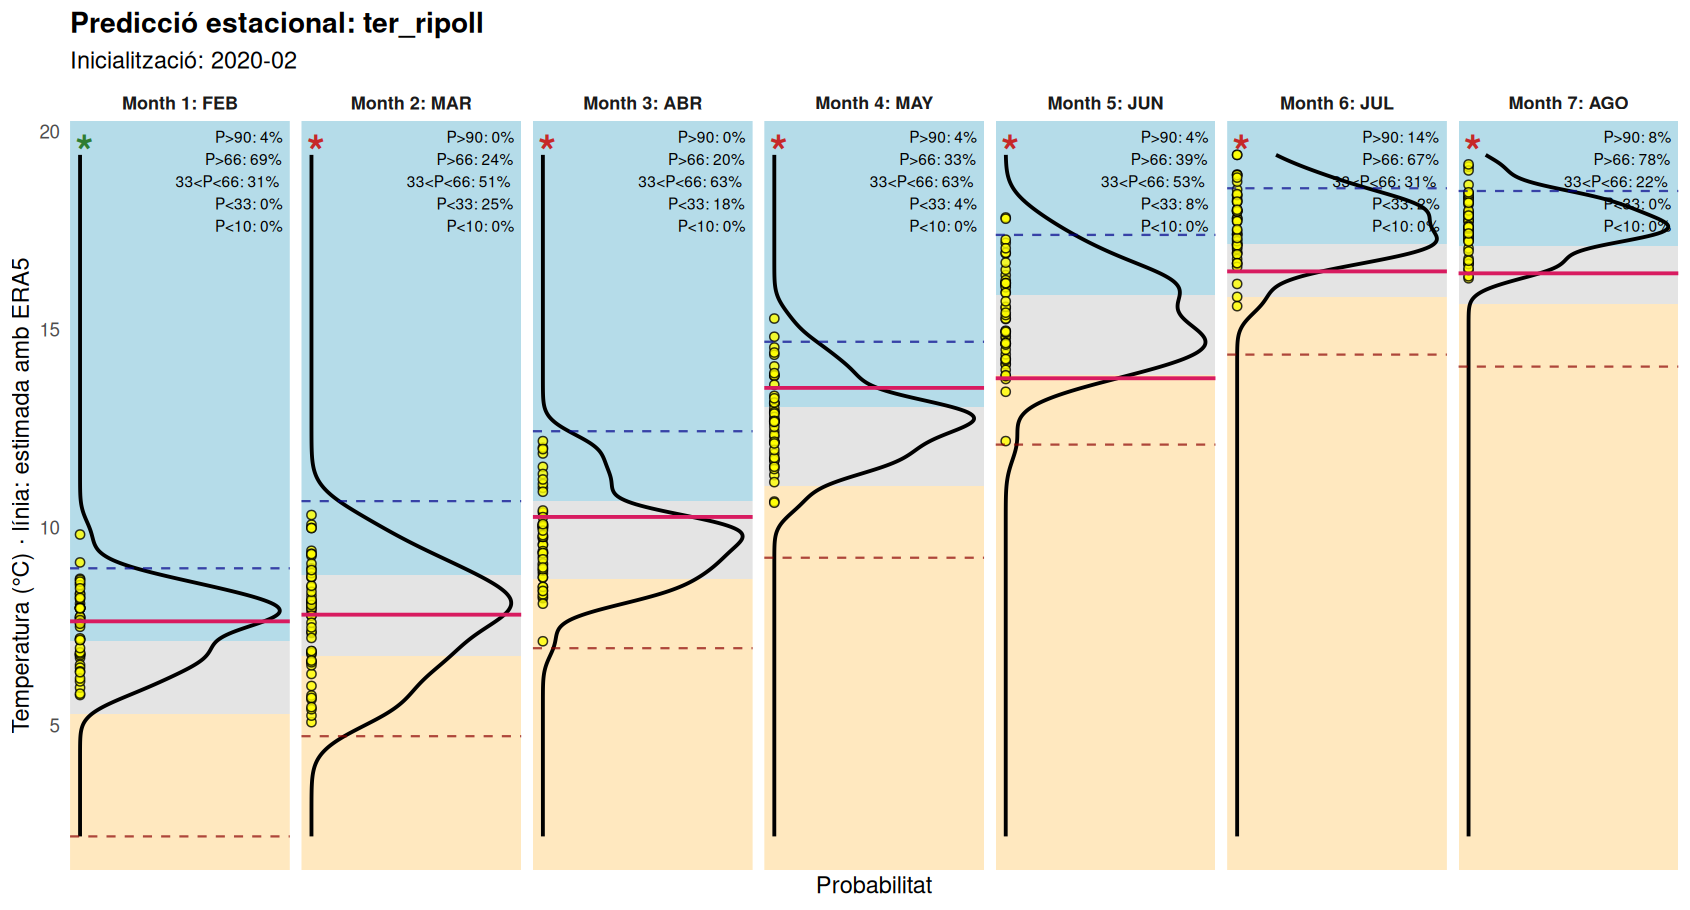 Predicció estacional: ter_ripoll
Inicialització: 2020-02
Month 1: FEB
Month 2: MAR
Month 3: ABR
Month 4: MAY
Month 5: JUN
Month 6: JUL
Month 7: AGO
*
P>90: 4%
P>66: 69%
33<P<66: 31%
P<33: 0%
P<10: 0%
*
P>90: 0%
P>66: 24%
33<P<66: 51%
P<33: 25%
P<10: 0%
*
P>90: 0%
P>66: 20%
33<P<66: 63%
P<33: 18%
P<10: 0%
*
P>90: 4%
P>66: 33%
33<P<66: 63%
P<33: 4%
P<10: 0%
*
P>90: 4%
P>66: 39%
33<P<66: 53%
P<33: 8%
P<10: 0%
*
P>90: 14%
P>66: 67%
33<P<66: 31%
P<33: 2%
P<10: 0%
*
P>90: 8%
P>66: 78%
33<P<66: 22%
P<33: 0%
P<10: 0%
20
15
10
5
Temperatura (°C) · línia: estimada amb ERA5
Probabilitat